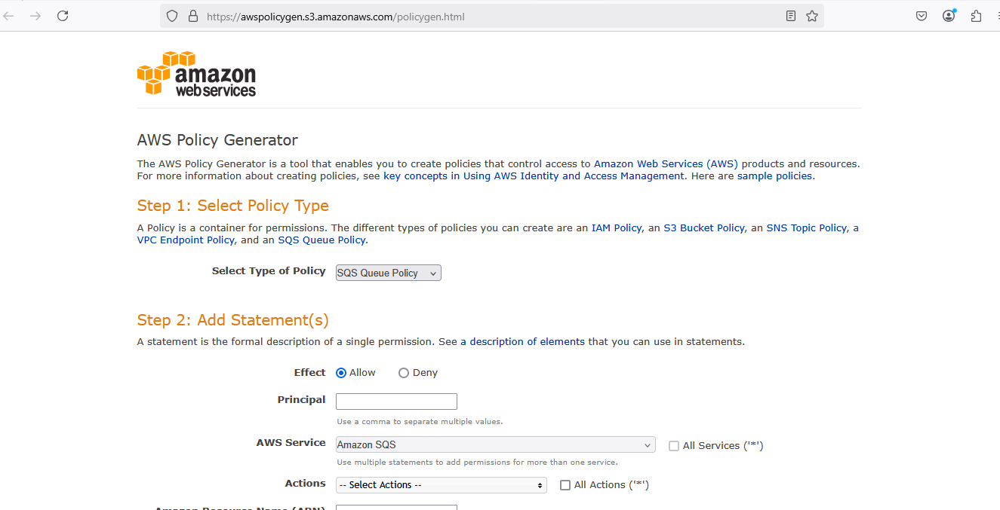 https://awspolicygen.s3.amazonaws.com/policygen.html
amazon
web services
AWS Policy Generator
The AWS Policy Generator is a tool that enables you to create policies that control access to Amazon Web Services (AWS) products and resources.
For more information about creating policies, see key concepts in Using AWS Identity and Access Management. Here are sample policies.
Step 1: Select Policy Type
A Policy is a container for permissions. The different types of policies you can create are an IAM Policy, an S3 Bucket Policy, an SNS Topic Policy, a
VPC Endpoint Policy, and an SQS Queue Policy.
Select Type of Policy SQS Queue Policy
Step 2: Add Statement(s)
A statement is the formal description of a single permission. See a description of elements that you can use in statements.
Effect Allow Deny
Principal
Use a comma to separate multiple values.
AWS Service Amazon SQS All Services ('*')
Use multiple statements to add permissions for more than one service.
Actions -- Select Actions -- All Actions ('*')
Amazon Resource Name (ARN)